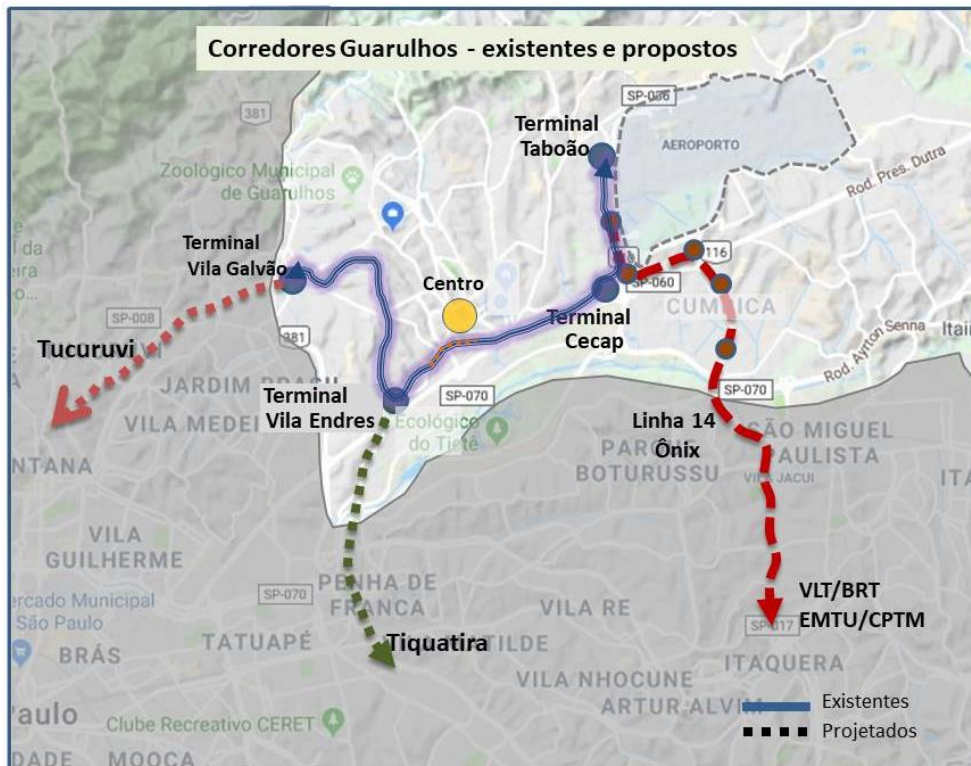 Corredores Guarulhos - existentes e propostos
381
SP-036
Terminal
Taboão
AEROPORTO
Zoológico Municipal
de Guarulhos
Rod. Pres. Dutra
Terminal
Vila Galvão
Centro
116
SP-060
CUMBICA
SP-008
Terminal
Cecap
Tucuruvi
381
Rod. Ayrton Senna
Itai
JARDIM BRASIL
Terminal
Vila Endres
SP-070
SP-070
VILA MEDEI
Ecológico
do Tietê
Linha 14
Ônix
PARQUE
BOTURUSSU
SÃO MIGUEL
PAULISTA
NTANA
VILA JACUI
ITA
VILA
GUILHERME
SP-070
PENHA DE
FRANÇA
VILA RE
VLT/BRT
EMTU/CPTM
ercado Municipal
São Paulo
SP-017
TATUAPÉ
Tiquatira
ATILDE
BRÁS
ITAQUERA
VILA NHOCUNE
ARTUR ALVIM
Existentes
Projetados
Paulo
Clube Recreativo CERET
DADE
MOOCA